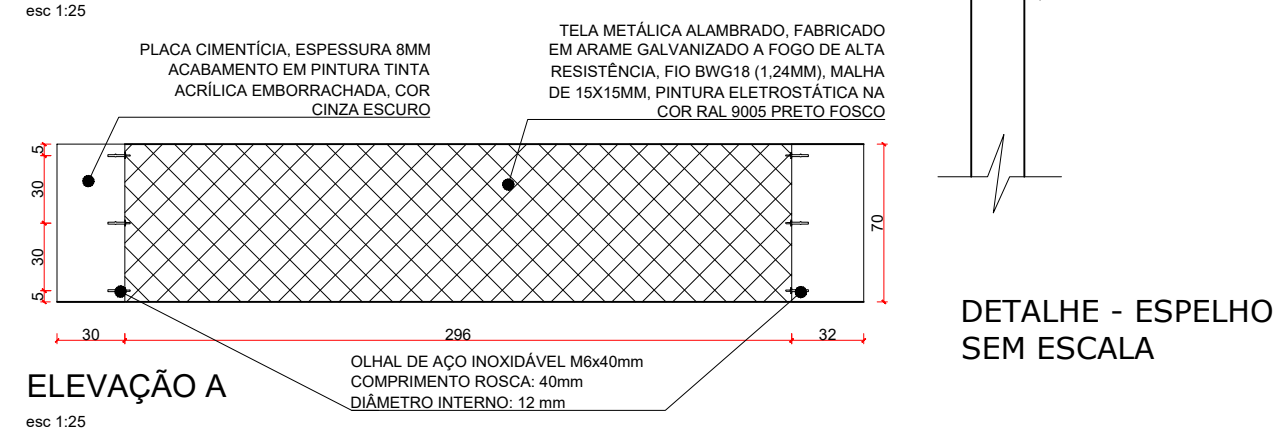 esc 1:25
PLACA CIMENTÍCIA, ESPESSURA 8MM
ACABAMENTO EM PINTURA TINTA
ACRÍLICA EMBORRACHADA, COR
CINZA ESCURO
TELA METÁLICA ALAMBRADO, FABRICADO
EM ARAME GALVANIZADO A FOGO DE ALTA
RESISTÊNCIA, FIO BWG18 (1,24MM), MALHA
DE 15X15MM, PINTURA ELETROSTÁTICA NA
COR RAL 9005 PRETO FOSCO
5
30
30
5
70
30
296
32
OLHAL DE AÇO INOXIDÁVEL M6x40mm
COMPRIMENTO ROSCA: 40mm
DIÂMETRO INTERNO: 12 mm
ELEVAÇÃO A
esc 1:25
DETALHE - ESPELHO
SEM ESCALA